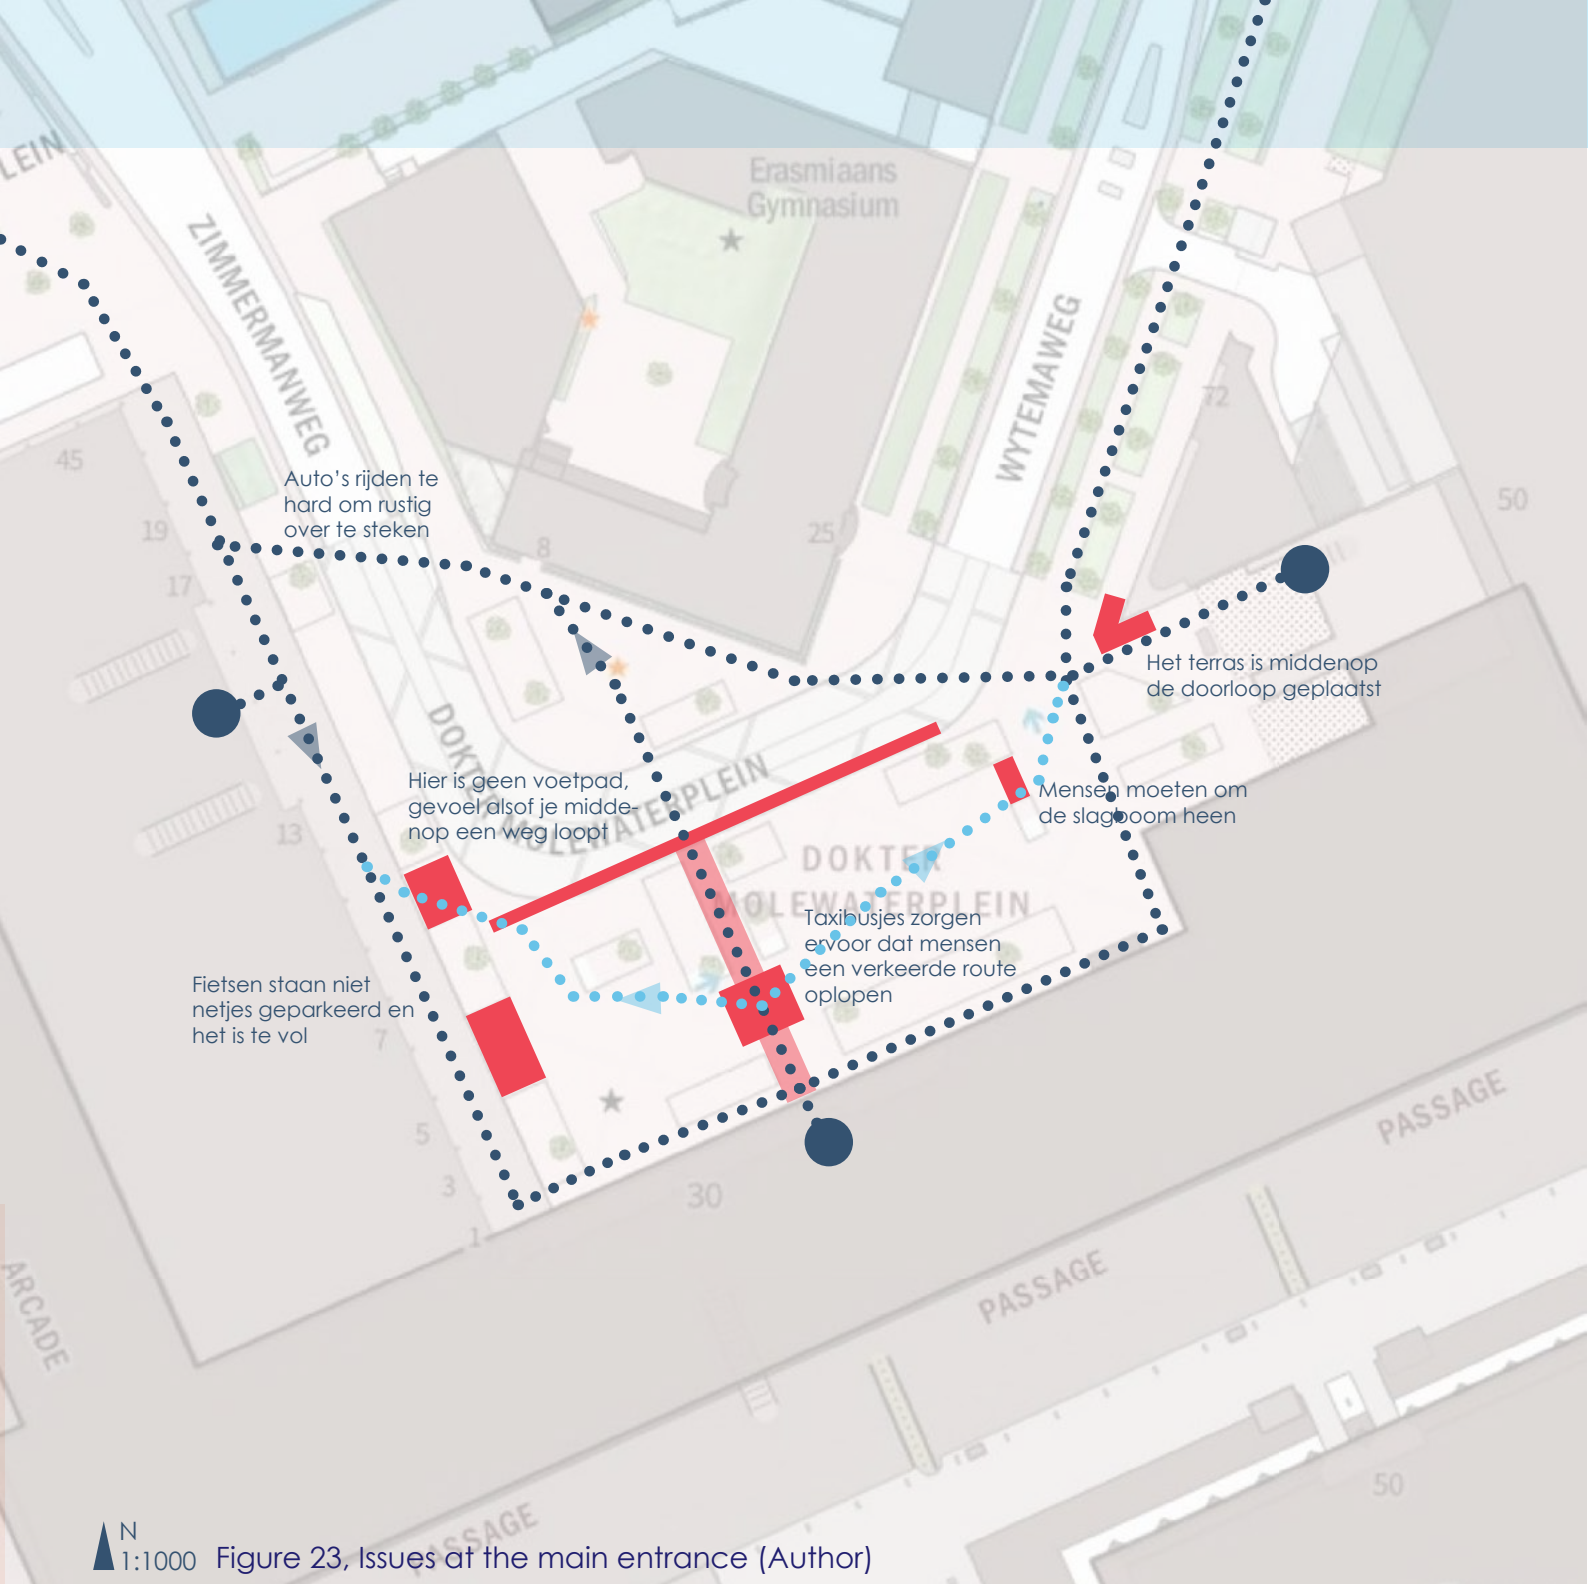 LEIN
ZIMMERMANWEG
Erasmiaans
Gymnasium
WYTEMAWEG
72
45
50
19
17
8
25
Auto's rijden te
hard om rustig
over te steken
Het terras is middenop
de doorloop geplaatst
DOKTER MOLEWATERPLEIN
Hier is geen voetpad,
gevoel alsof je midde-
nop een weg loopt
13
Mensen moeten om
de slagboom heen
DOKTER
MOLEWATERPLEIN
Taxibusjes zorgen
ervoor dat mensen
een verkeerde route
oplopen
Fietsen staan niet
netjes geparkeerd en
het is te vol
7
5
3
1
30
PASSAGE
PASSAGE
PASSAGE
ARCADE
50
N
1:1000
Figure 23, Issues at the main entrance (Author)